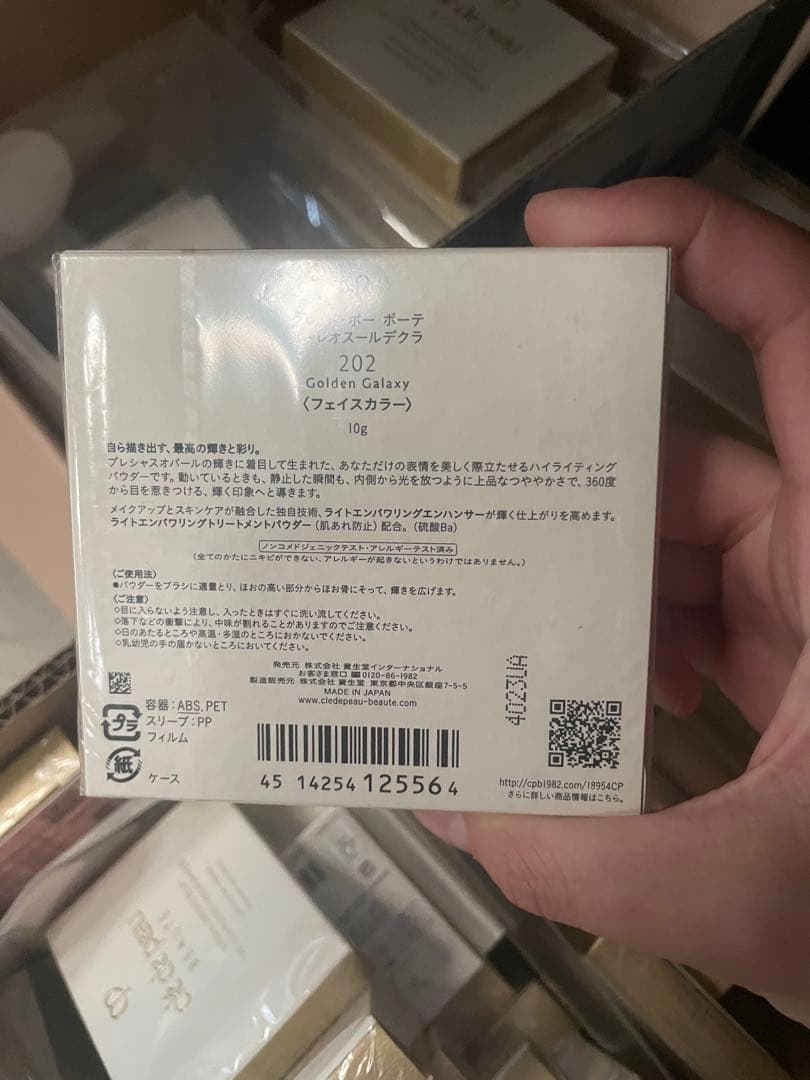 ボー ボーテ
レオスールデクラ
202
Golden Galaxy
〈フェイスカラー〉
10g
自ら描き出す、最高の輝きと彩り。
プレシャスオパールの輝きに着目して生まれた、あなただけの表情を美しく際立たせるハイライティング
パウダーです。動いているときも、静止した瞬間も、内側から光を放つように上品なつややかさで、360度
から目を惹きつける、輝く印象へと導きます。
メイクアップとスキンケアが融合した独自技術、ライトエンパワリングエンハンサーが輝く仕上がりを高めます。
ライトエンパワリングトリートメントパウダー（肌あれ防止）配合。（硫酸Ba）
ノンコメドジェニックテスト・アレルギーテスト済み
（全てのかたにニキビができない、アレルギーが起きないというわけではありません。）
〈ご使用法〉
●パウダーをブラシに適量とり、ほおの高い部分からほお骨にそって、輝きを広げます。
〈ご注意〉
◇目に入らないよう注意し、入ったときはすぐに洗い流してください。
◇落下などの衝撃により、中味が割れることがありますのでご注意ください。
◇日のあたるところや高温・多湿のところにおかないでください。
◇乳幼児の手の届かないところにおいてください。
発売元 株式会社 資生堂インターナショナル
お客さま窓口 0120-86-1982
製造販売元 株式会社 資生堂 東京都中央区銀座7-5-5
MADE IN JAPAN
www.cledepeau-beaute.com
プラ
容器：ABS, PET
スリーブ：PP
フィルム
紙
ケース
45 14254 125564
4023UA
http://cpb1982.com/18954CP
さらに詳しい商品情報はこちら。
clé de peau
BEAUTÉ